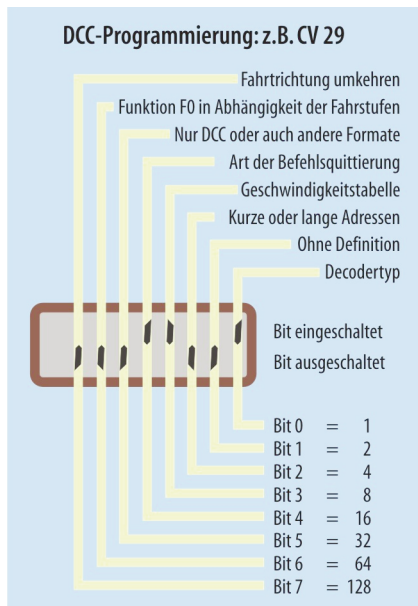 DCC-Programmierung: z.B. CV 29
Fahrtrichtung umkehren
Funktion F0 in Abhängigkeit der Fahrstufen
Nur DCC oder auch andere Formate
Art der Befehlsquittierung
Geschwindigkeitstabelle
Kurze oder lange Adressen
Ohne Definition
Decodertyp
Bit eingeschaltet
Bit ausgeschaltet
Bit 0 = 1
Bit 1 = 2
Bit 2 = 4
Bit 3 = 8
Bit 4 = 16
Bit 5 = 32
Bit 6 = 64
Bit 7 = 128